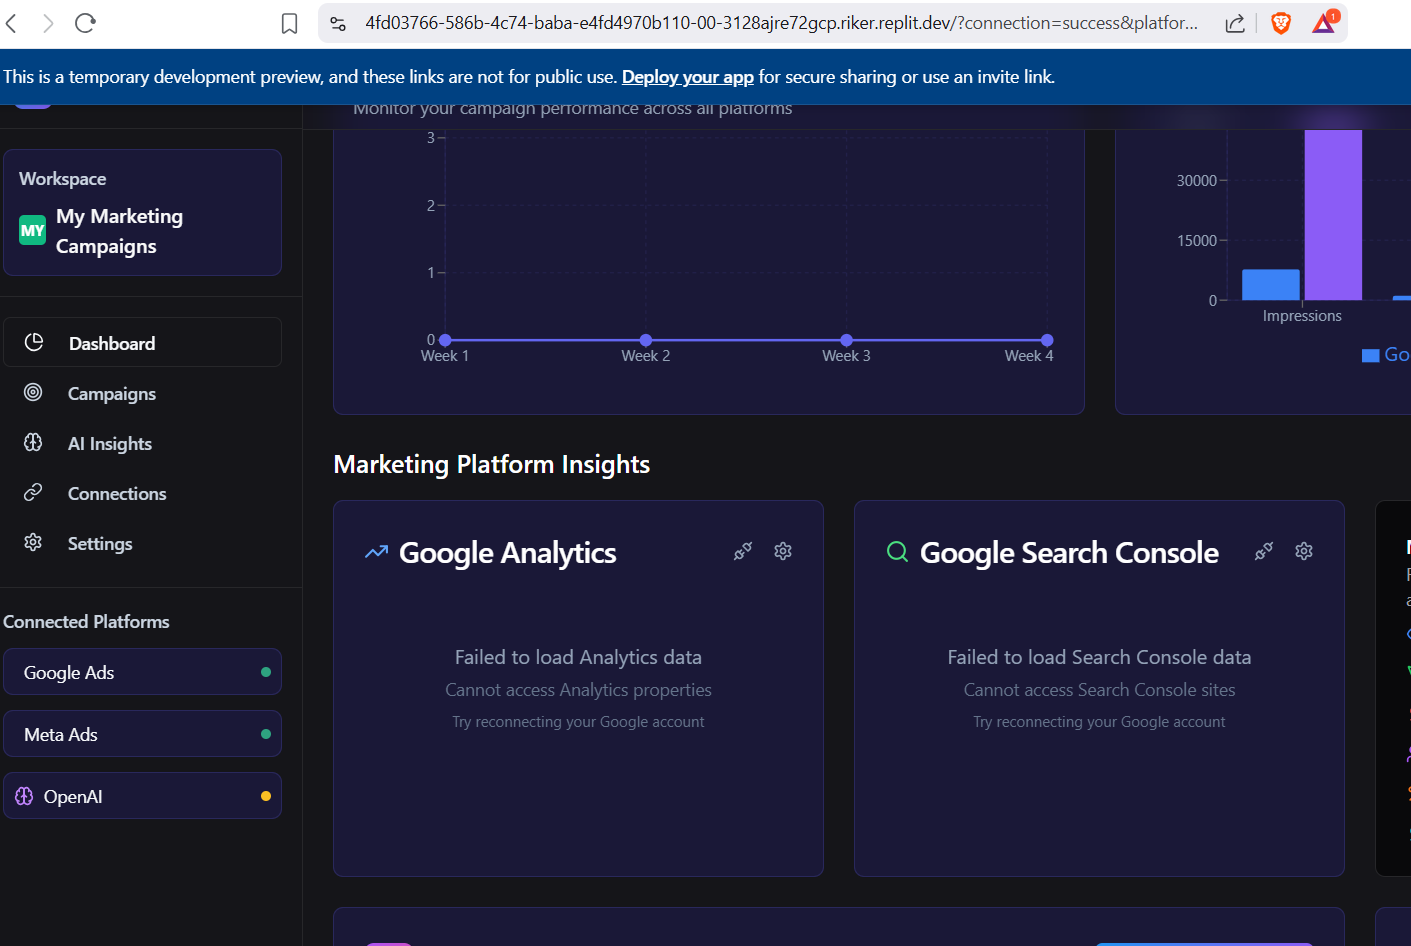 4fd03766-586b-4c74-baba-e4fd4970b110-00-3128ajre72gcp.riker.replit.dev/?connection=success&platfor...
1
This is a temporary development preview, and these links are not for public use. Deploy your app for secure sharing or use an invite link.
Monitor your campaign performance across all platforms
Workspace
MY
My Marketing
Campaigns
Dashboard
Campaigns
AI Insights
Connections
Settings
Connected Platforms
Google Ads
Meta Ads
OpenAI
3
2
1
0
Week 1
Week 2
Week 3
Week 4
30000
15000
0
Impressions
Go
Marketing Platform Insights
Google Analytics
Failed to load Analytics data
Cannot access Analytics properties
Try reconnecting your Google account
Google Search Console
Failed to load Search Console data
Cannot access Search Console sites
Try reconnecting your Google account